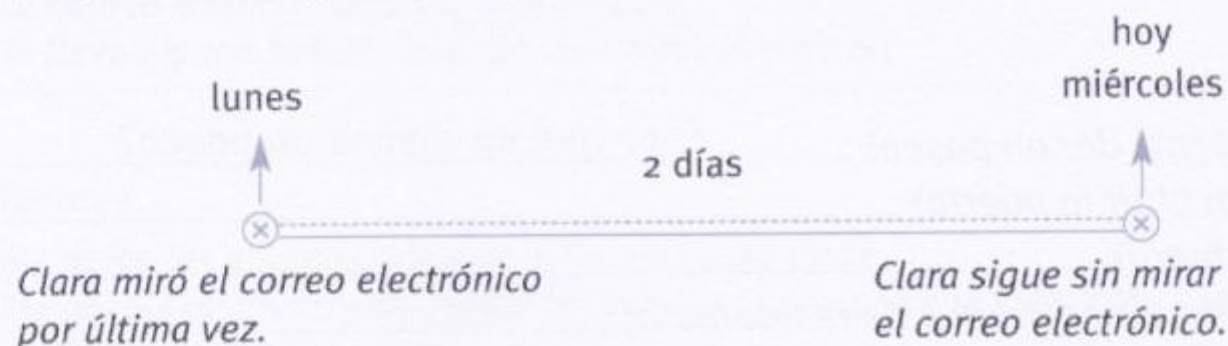 hoy
lunes
miércoles
2 días
Clara miró el correo electrónico
por última vez.
Clara sigue sin mirar
el correo electrónico.